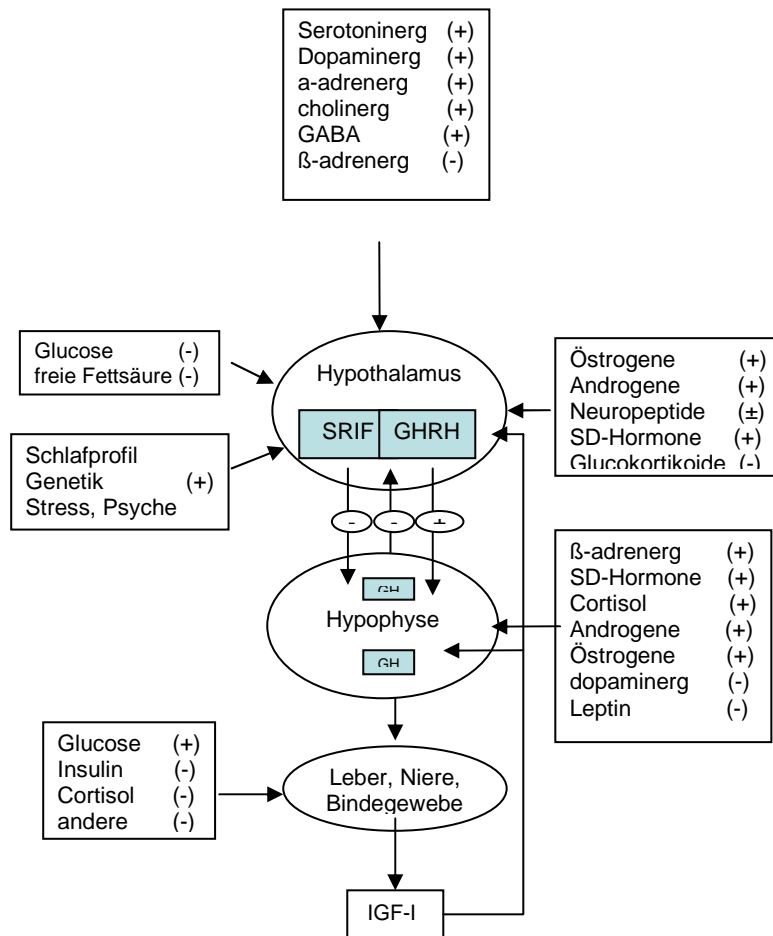 Serotoninerg (+)
Dopaminerg (+)
a-adrenerg (+)
cholinerg (+)
GABA (+)
ß-adrenerg (-)
Glucose (-)
freie Fettsäure (-)
Hypothalamus
SRIF GHRH
Östrogene (+)
Androgene (+)
Neuropeptide (±)
SD-Hormone (+)
Glucokortikoide (-)
Schlafprofil
Genetik (+)
Stress, Psyche
- - +
GH
Hypophyse
GH
ß-adrenerg (+)
SD-Hormone (+)
Cortisol (+)
Androgene (+)
Östrogene (+)
dopaminerg (-)
Leptin (-)
Glucose (+)
Insulin (-)
Cortisol (-)
andere (-)
Leber, Niere,
Bindegewebe
IGF-I